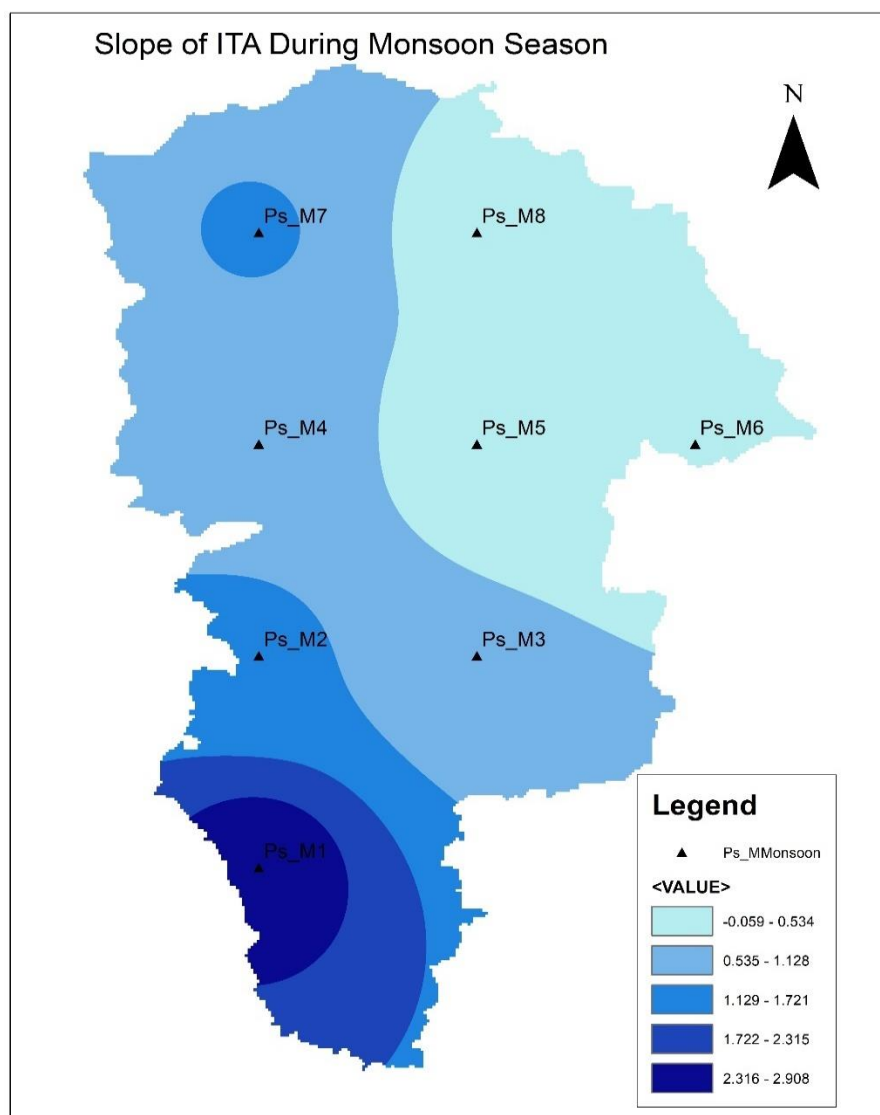 Slope of ITA During Monsoon Season
N
Ps_M7
Ps_M8
Ps_M4
Ps_M5
Ps_M6
Ps_M2
Ps_M3
Ps_M1
Legend
Ps_MMonsoon
<VALUE>
-0.059 - 0.534
0.535 - 1.128
1.129 - 1.721
1.722 - 2.315
2.316 - 2.908